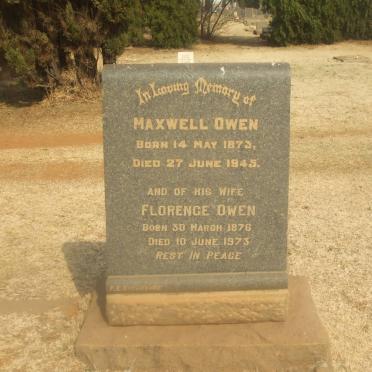 In Loving Memory of
MAXWELL OWEN
BORN 14 MAY 1873,
DIED 27 JUNE 1945.
AND OF HIS WIFE
FLORENCE OWEN
BORN 30 MARCH 1876
DIED 10 JUNE 1973
REST IN PEACE